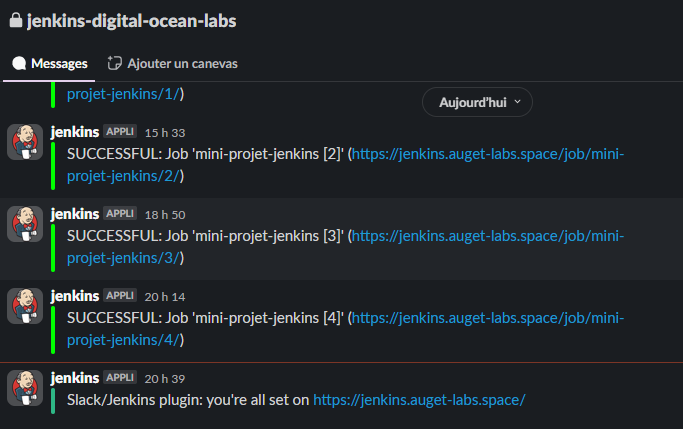 jenkins-digital-ocean-labs
Messages
Ajouter un canevas
projet-jenkins/1/)
Aujourd'hui
jenkins APPLI 15 h 33
SUCCESSFUL: Job 'mini-projet-jenkins [2]' (https://jenkins.auget-labs.space/job/mini-
projet-jenkins/2/)
jenkins APPLI 18 h 50
SUCCESSFUL: Job 'mini-projet-jenkins [3]' (https://jenkins.auget-labs.space/job/mini-
projet-jenkins/3/)
jenkins APPLI 20 h 14
SUCCESSFUL: Job 'mini-projet-jenkins [4]' (https://jenkins.auget-labs.space/job/mini-
projet-jenkins/4/)
jenkins APPLI 20 h 39
Slack/Jenkins plugin: you're all set on https://jenkins.auget-labs.space/